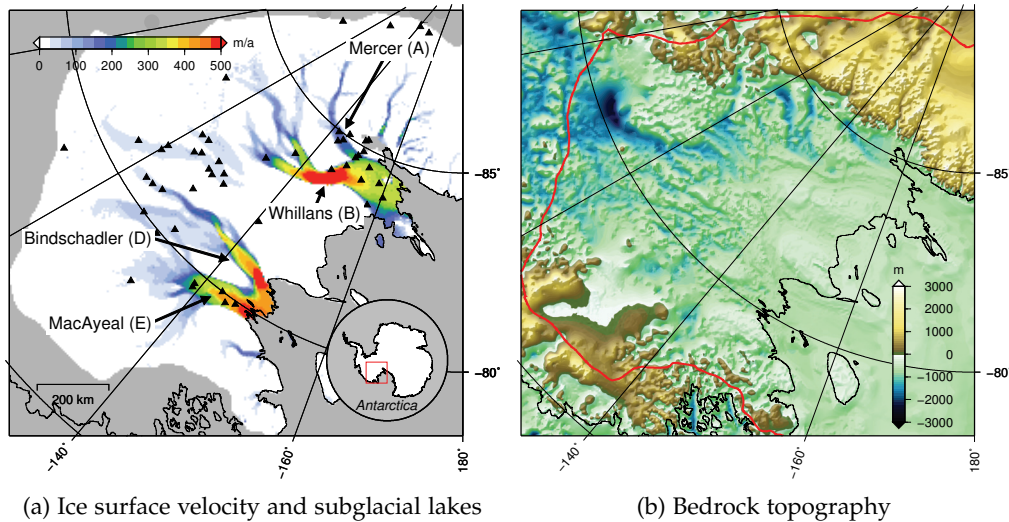 Mercer (A)
m/a
0 100 200 300 400 500
Whillans (B)
Bindschadler (D)
MacAyeal (E)
200 km
Antarctica
−85°
−80°
−140°
−160°
180°
(a) Ice surface velocity and subglacial lakes
m
3000
2000
1000
0
−1000
−2000
−3000
−85°
−80°
−140°
−160°
180°
(b) Bedrock topography